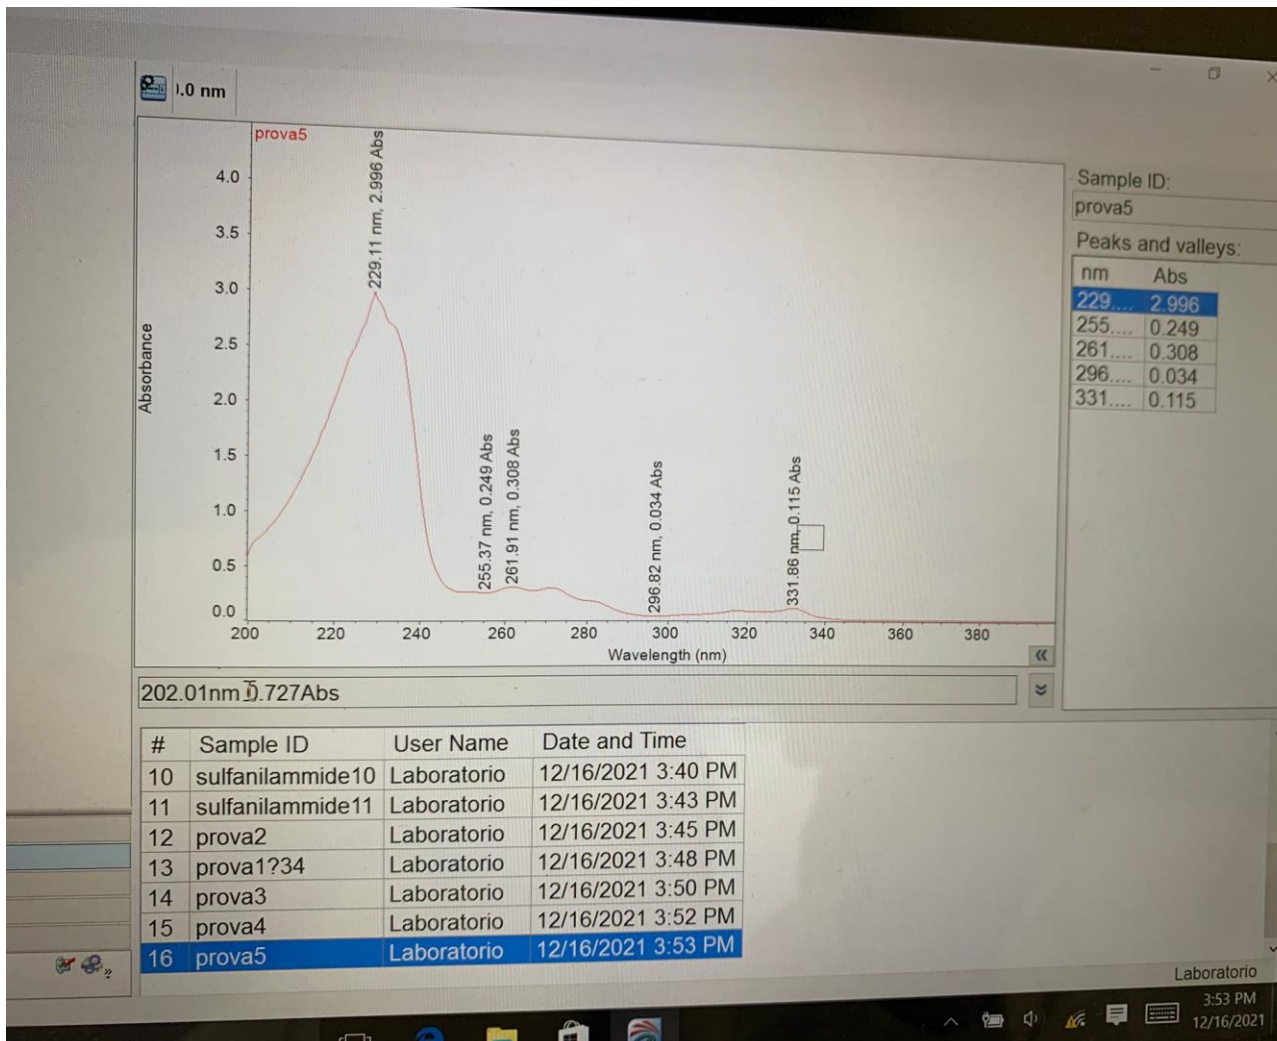 .0 nm
prova5
229.11 nm, 2.996 Abs
255.37 nm, 0.249 Abs
261.91 nm, 0.308 Abs
296.82 nm, 0.034 Abs
331.86 nm, 0.115 Abs
Absorbance
4.0
3.5
3.0
2.5
2.0
1.5
1.0
0.5
0.0
200 220 240 260 280 300 320 340 360 380
Wavelength (nm)
202.01nm 0.727Abs
Sample ID:
prova5
Peaks and valleys:
nm Abs
229.... 2.996
255.... 0.249
261.... 0.308
296.... 0.034
331.... 0.115
# Sample ID User Name Date and Time
10 sulfanilammide10 Laboratorio 12/16/2021 3:40 PM
11 sulfanilammide11 Laboratorio 12/16/2021 3:43 PM
12 prova2 Laboratorio 12/16/2021 3:45 PM
13 prova1?34 Laboratorio 12/16/2021 3:48 PM
14 prova3 Laboratorio 12/16/2021 3:50 PM
15 prova4 Laboratorio 12/16/2021 3:52 PM
16 prova5 Laboratorio 12/16/2021 3:53 PM
Laboratorio
3:53 PM
12/16/2021